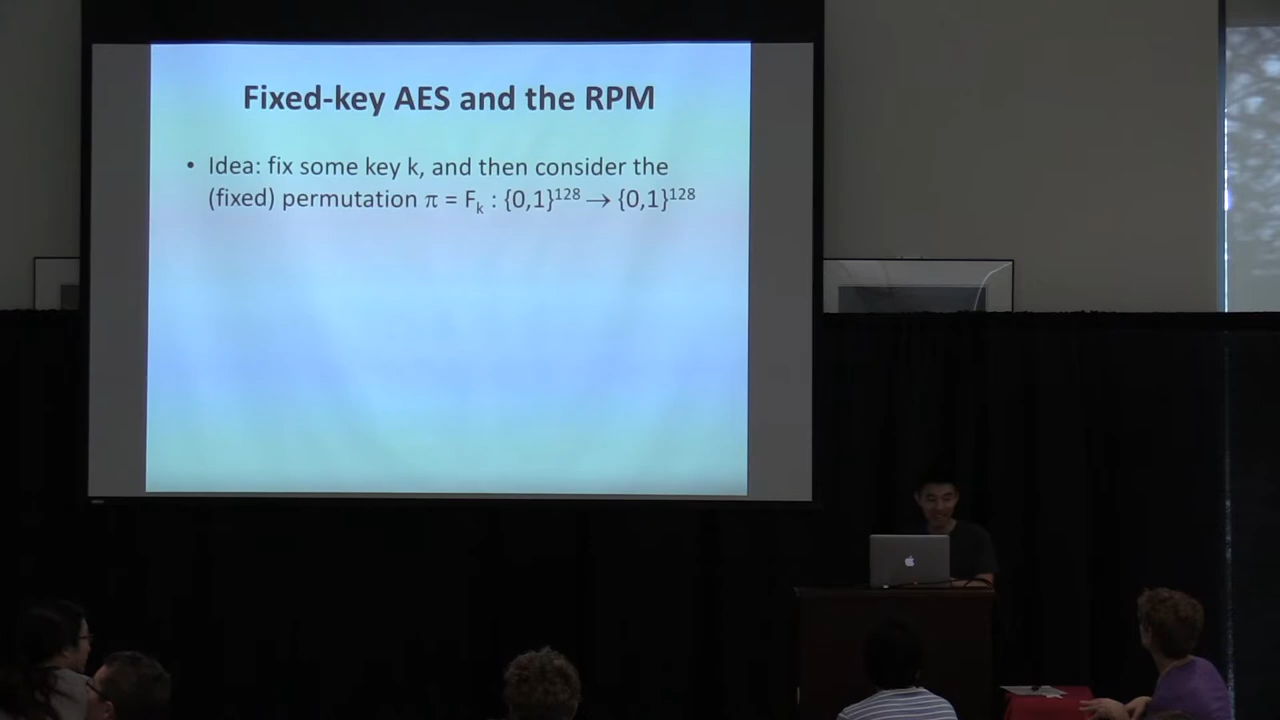 Fixed-key AES and the RPM
• Idea: fix some key k, and then consider the
(fixed) permutation π = Fₖ : {0,1}¹²⁸ → {0,1}¹²⁸